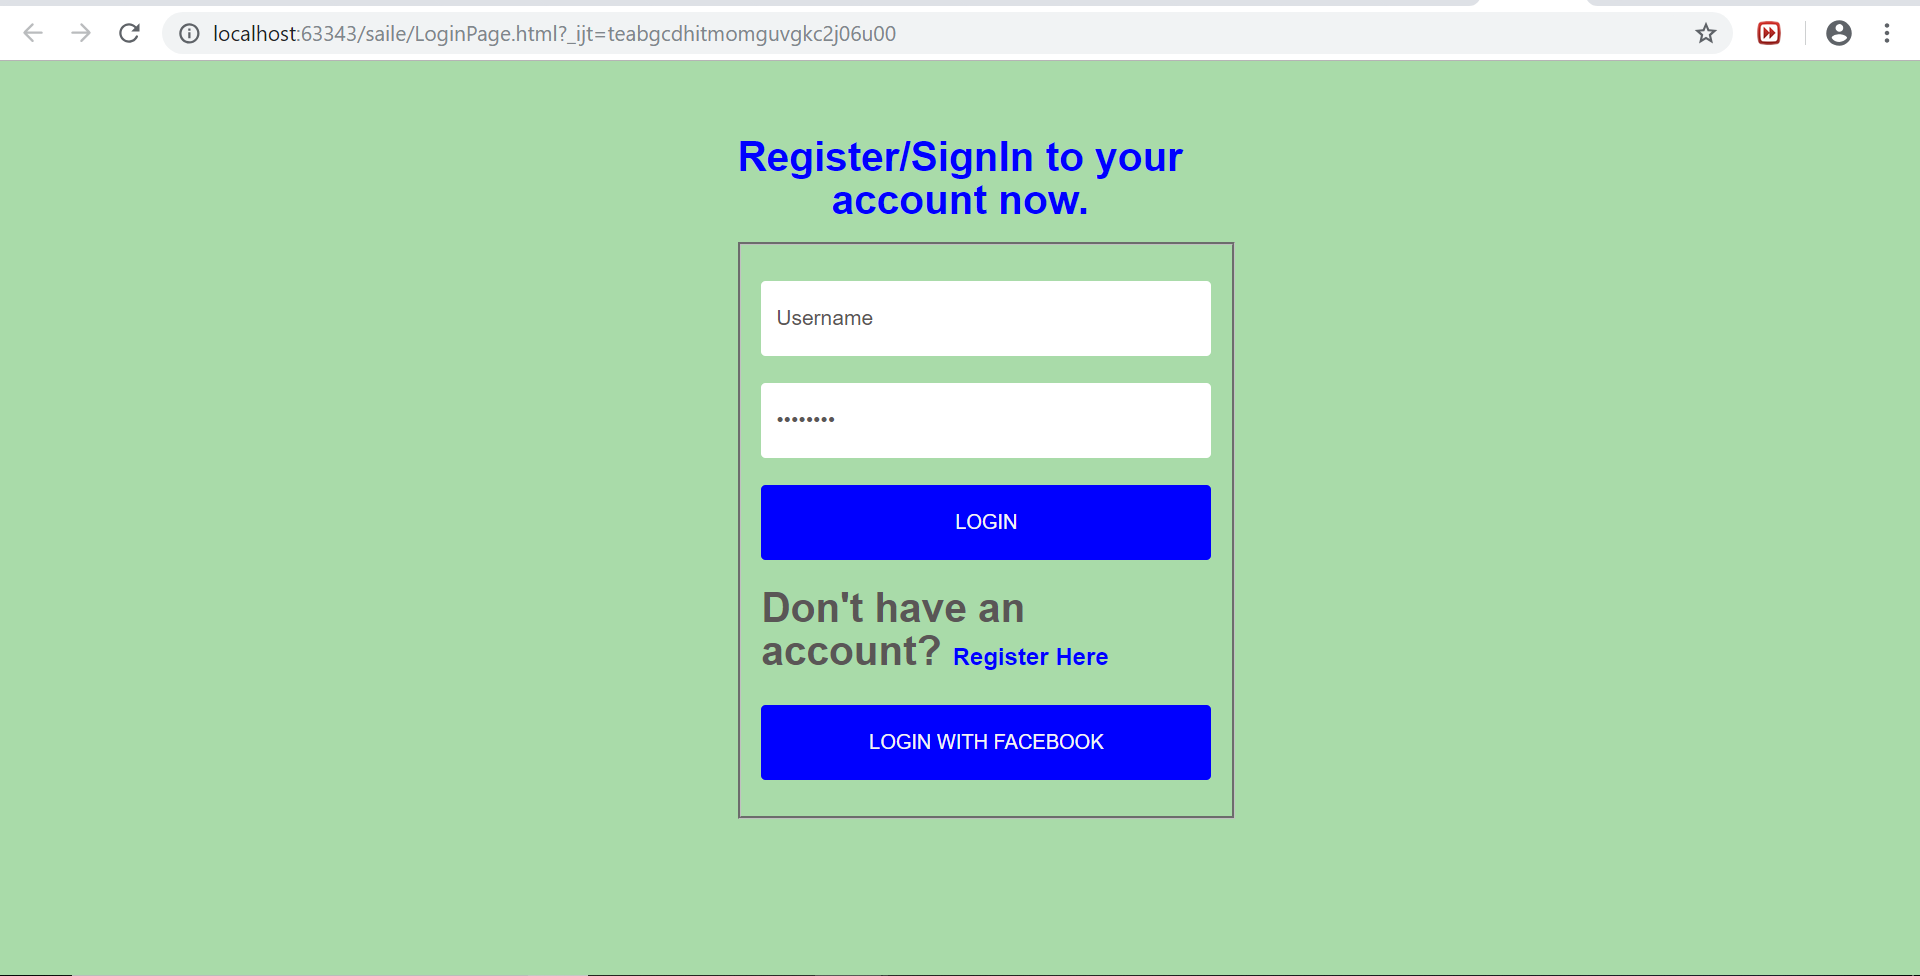 localhost:63343/saile/LoginPage.html?_ijt=teabgcdhitmomguvgkc2j06u00
Register/SignIn to your
account now.
Username
••••••••
LOGIN
Don't have an
account? Register Here
LOGIN WITH FACEBOOK